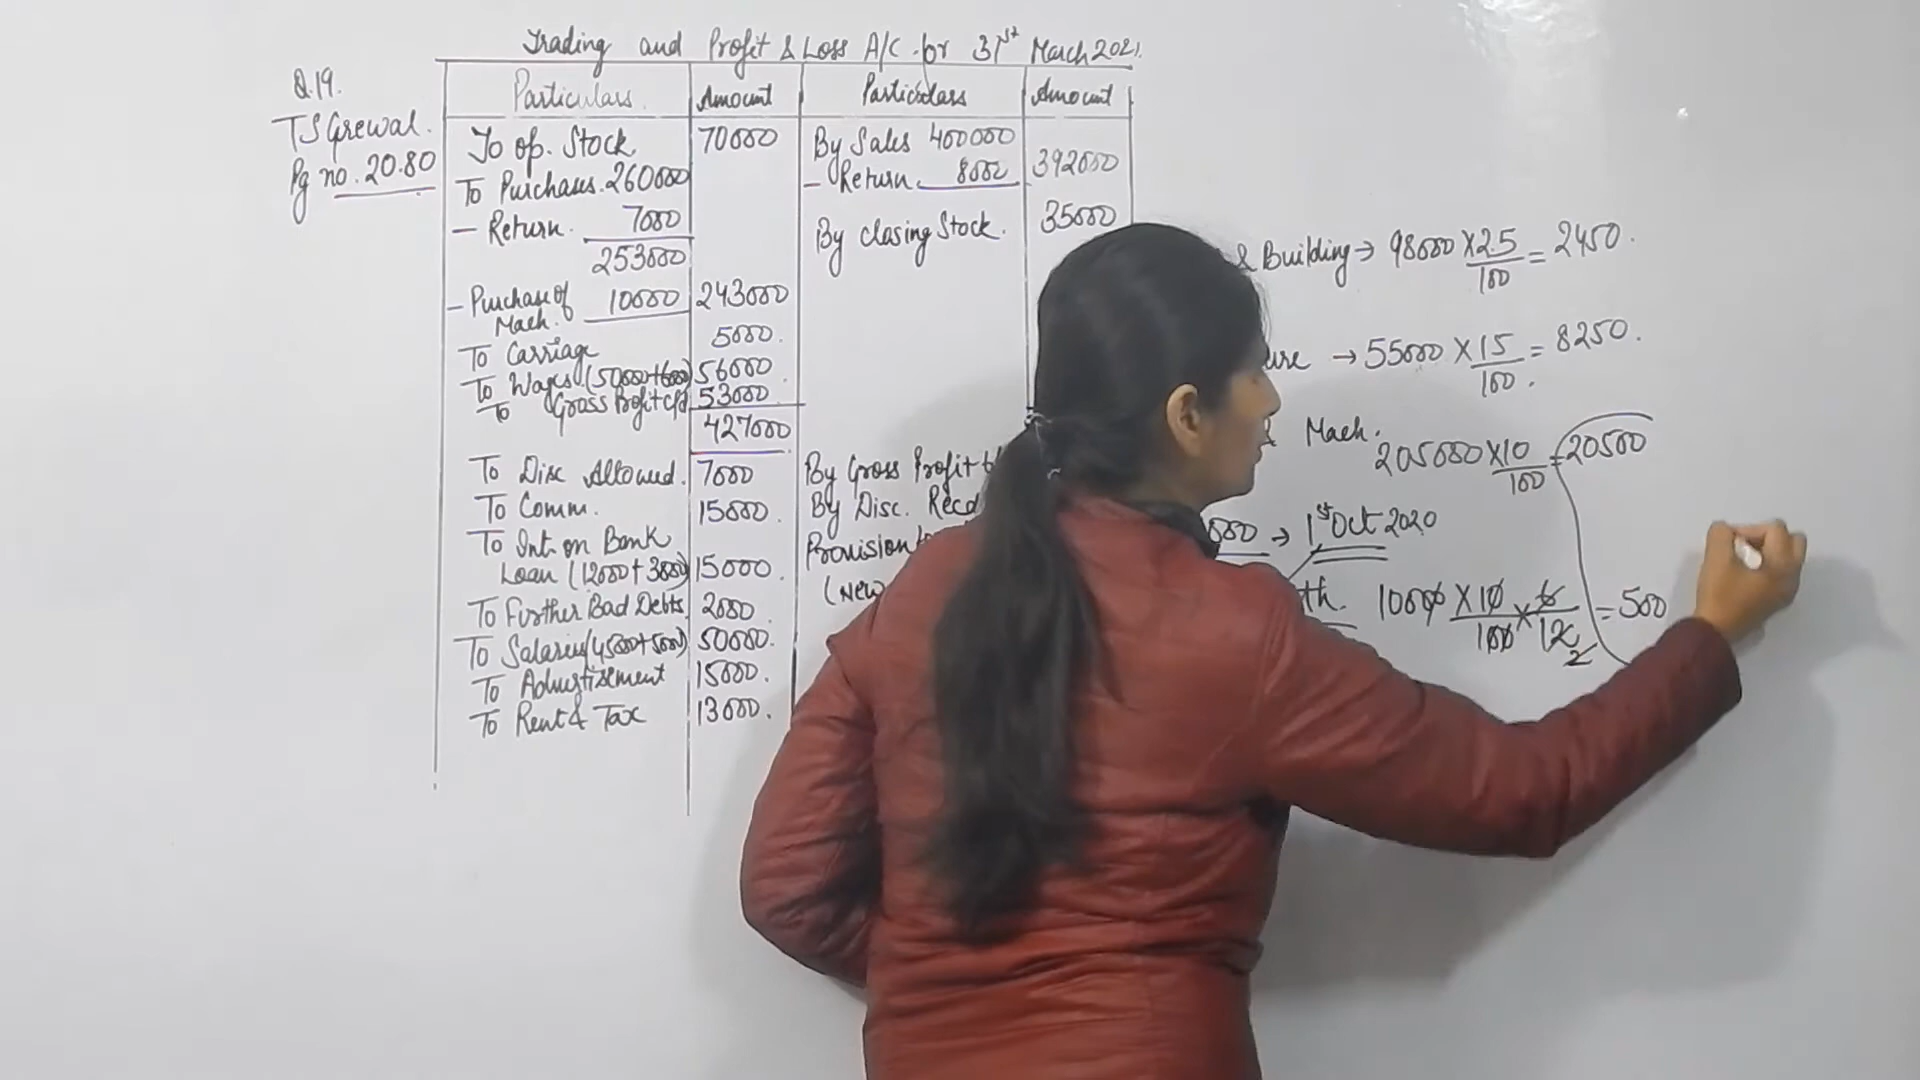 Trading and Profit & Loss A/C for 31st March 2021.
Q.19.
TS Grewal.
Pg no. 20.80
Particulars. Amount Particulars Amount
To op. Stock 70000
To Purchases. 260000
- Return. 7000
253000
- Purchase of Mach. 10000 243000
To Carriage 5000.
To Wages (50000+6000) 56000
To Gross Profit c/d 53000
427000
To Disc Allowed. 7000
To Comm. 15000.
To Int. on Bank
Loan (12000+3000) 15000.
To Further Bad Debts. 2000
To Salaries (45000+5000) 50000.
To Advertisement 15000.
To Rent & Tax 13000.
By Sales 400000
- Return 8000 392000
By Closing Stock. 35000
By Gross Profit
By Disc. Recd
Provision
(New
& Building → 98000 × 2.5/100 = 2450.
→ 55000 × 15/100. = 8250.
Mach.
205000 × 10/100 = 20500
→ 1st Oct 2020
th. 10000 × 10/100 × 6/12 = 500
2